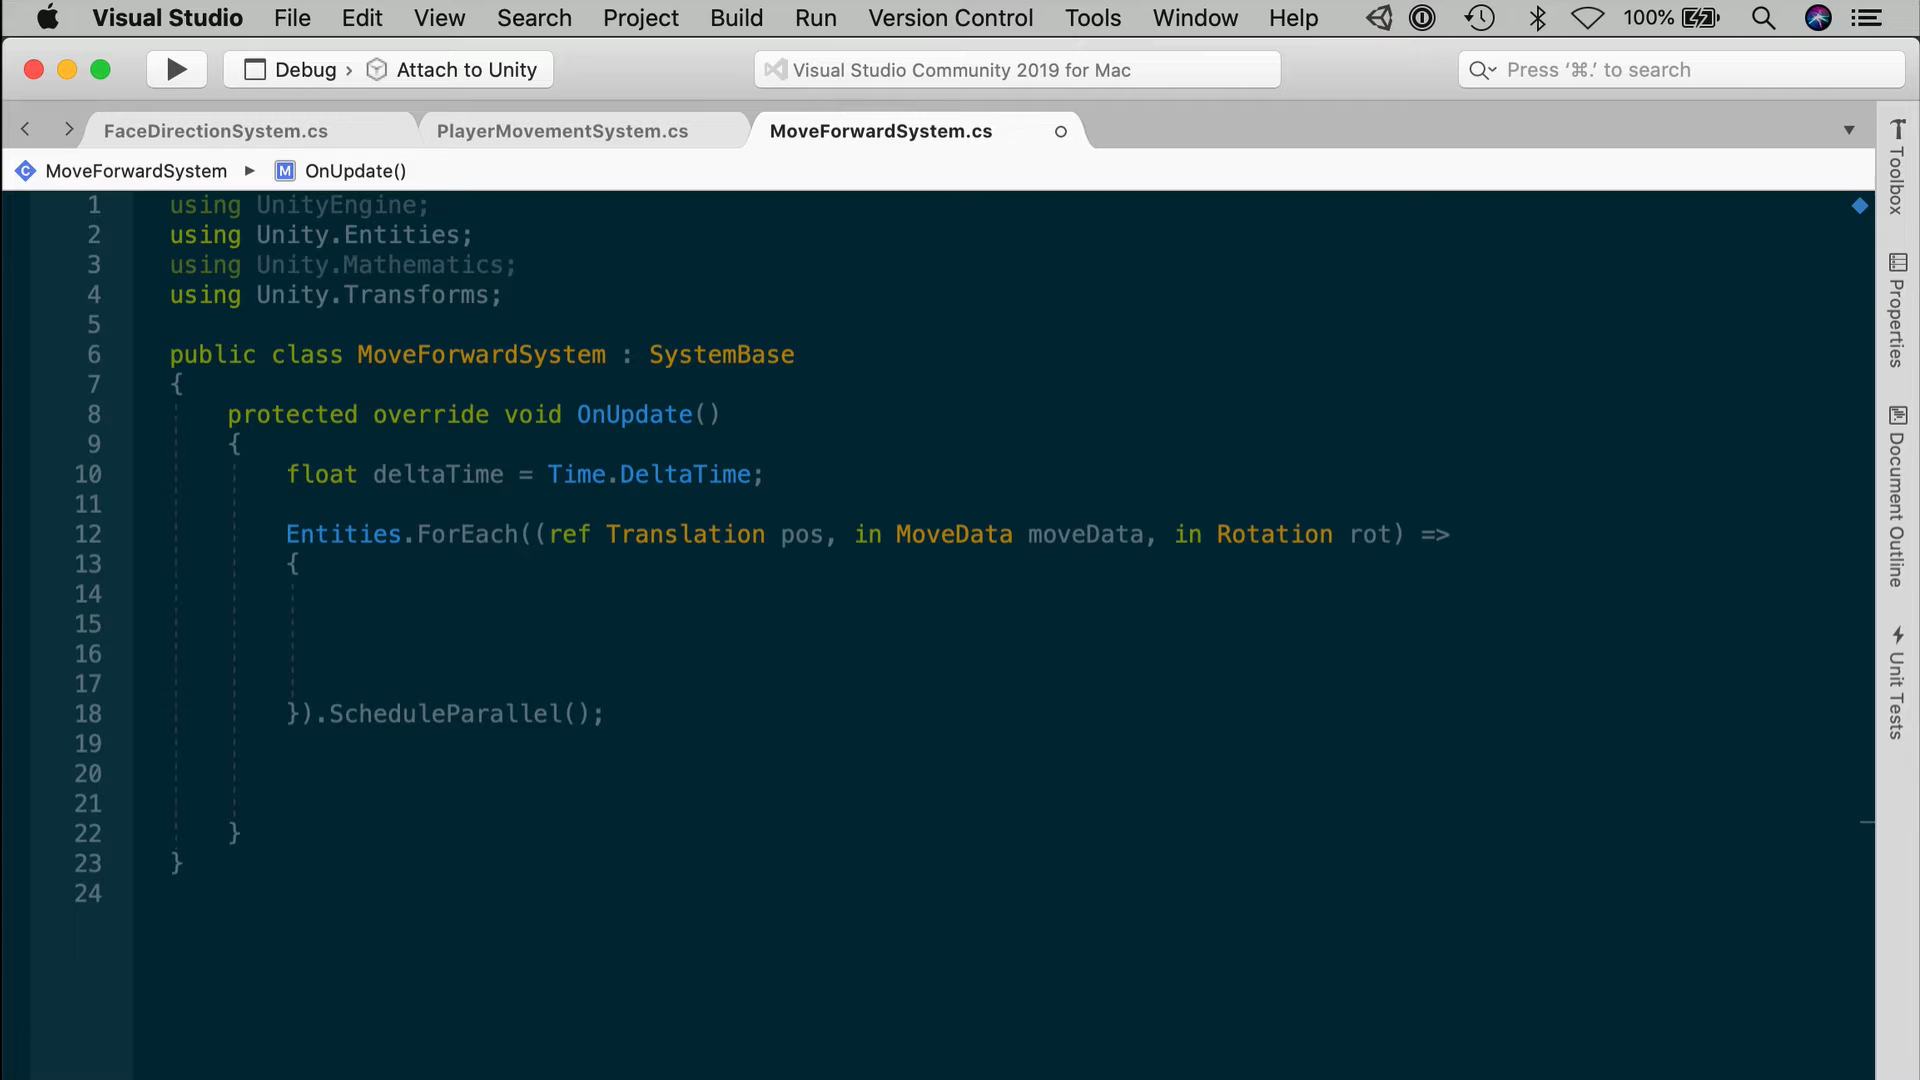 Visual Studio File Edit View Search Project Build Run Version Control Tools Window Help 100%
Debug › Attach to Unity Visual Studio Community 2019 for Mac Press ‘⌘.’ to search
FaceDirectionSystem.cs PlayerMovementSystem.cs MoveForwardSystem.cs
MoveForwardSystem ▸ M OnUpdate()
1 using UnityEngine;
2 using Unity.Entities;
3 using Unity.Mathematics;
4 using Unity.Transforms;
5
6 public class MoveForwardSystem : SystemBase
7 {
8 protected override void OnUpdate()
9 {
10 float deltaTime = Time.DeltaTime;
11
12 Entities.ForEach((ref Translation pos, in MoveData moveData, in Rotation rot) =>
13 {
14
15
16
17
18 }).ScheduleParallel();
19
20
21
22 }
23 }
24
Toolbox
Properties
Document Outline
Unit Tests